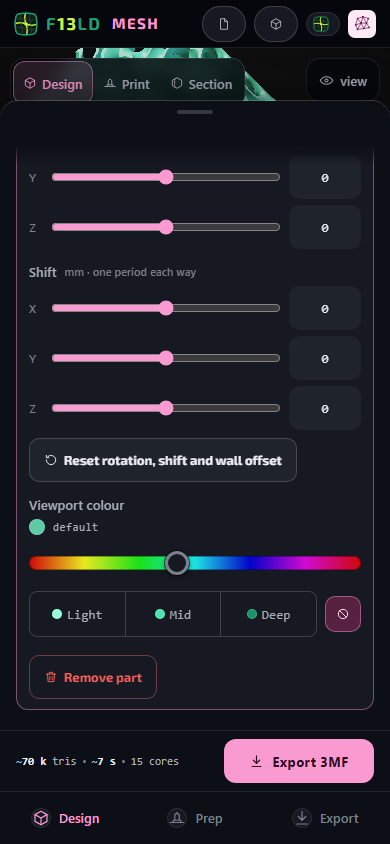 F13LD MESH
Design Print Section view
Y 0
Z 0
Shift mm · one period each way
X 0
Y 0
Z 0
Reset rotation, shift and wall offset
Viewport colour
default
Light Mid Deep
Remove part
~70 k tris • ~7 s • 15 cores Export 3MF
Design Prep Export